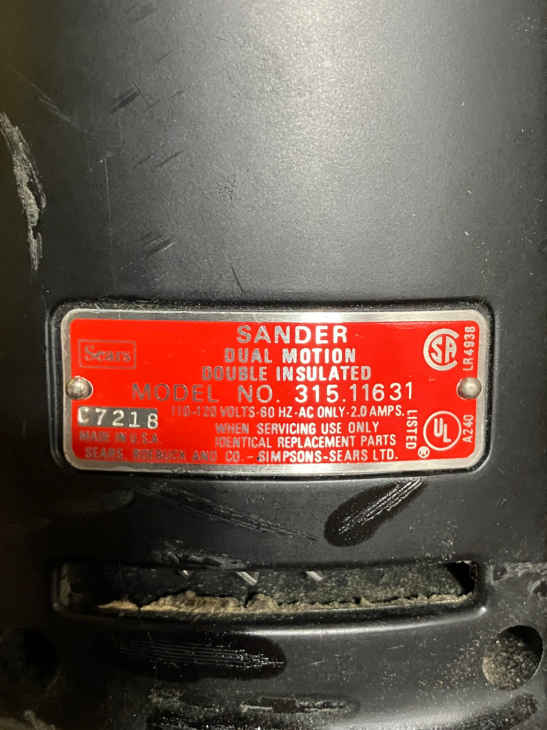 Sears
SANDER
DUAL MOTION
DOUBLE INSULATED
MODEL NO. 315.11631
C7218
110-120 VOLTS-60 HZ-AC ONLY-2.0 AMPS.
WHEN SERVICING USE ONLY
IDENTICAL REPLACEMENT PARTS
MADE IN U.S.A.
SEARS, ROEBUCK AND CO.-SIMPSONS-SEARS LTD.
SA
LR4938
LISTED
UL
®
A240